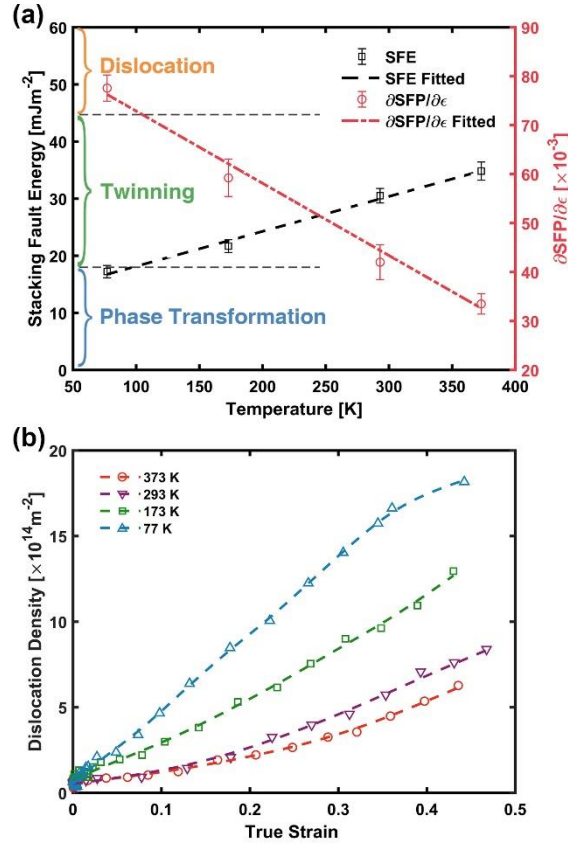 (a)
60
50
40
30
20
10
0
Stacking Fault Energy [mJm-2]
Dislocation
Twinning
Phase Transformation
SFE
SFE Fitted
∂SFP/∂ϵ
∂SFP/∂ϵ Fitted
90
80
70
60
50
40
30
20
∂SFP/∂ϵ [×10-3]
50 100 150 200 250 300 350 400
Temperature [K]
(b)
20
15
10
5
0
Dislocation Density [×10^14 m-2]
373 K
293 K
173 K
77 K
0 0.1 0.2 0.3 0.4 0.5
True Strain